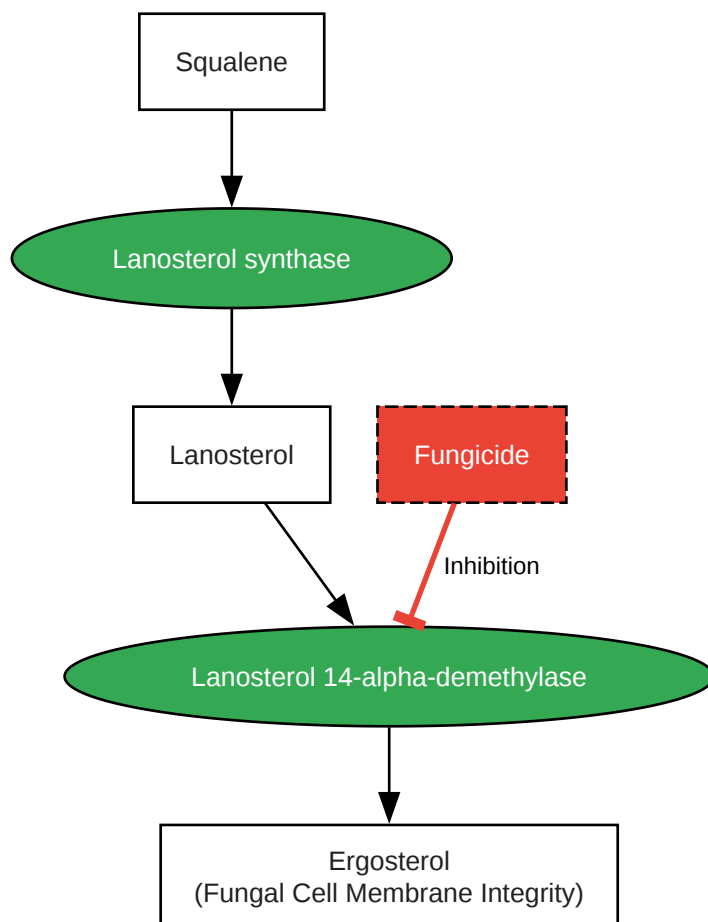 Squalene
Lanosterol synthase
Lanosterol
Fungicide
Inhibition
Lanosterol 14-alpha-demethylase
Ergosterol
(Fungal Cell Membrane Integrity)